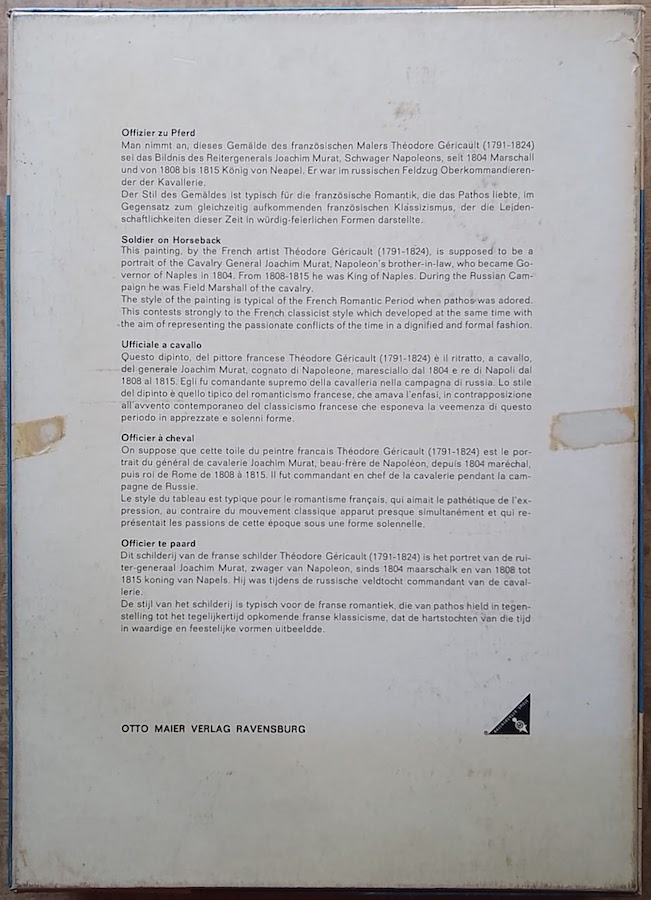 Offizier zu Pferd
Man nimmt an, dieses Gemälde des französischen Malers Théodore Géricault (1791-1824)
sei das Bildnis des Reitergenerals Joachim Murat, Schwager Napoleons, seit 1804 Marschall
und von 1808 bis 1815 König von Neapel. Er war im russischen Feldzug Oberkommandieren-
der der Kavallerie.
Der Stil des Gemäldes ist typisch für die französische Romantik, die das Pathos liebte, im
Gegensatz zum gleichzeitig aufkommenden französischen Klassizismus, der die Leiden-
schaftlichkeiten dieser Zeit in würdig-feierlichen Formen darstellte.
Soldier on Horseback
This painting, by the French artist Théodore Géricault (1791-1824), is supposed to be a
portrait of the Cavalry General Joachim Murat, Napoleon's brother-in-law, who became Go-
vernor of Naples in 1804. From 1808-1815 he was King of Naples. During the Russian Cam-
paign he was Field Marshall of the cavalry.
The style of the painting is typical of the French Romantic Period when pathos was adored.
This contests strongly to the French classicist style which developed at the same time with
the aim of representing the passionate conflicts of the time in a dignified and formal fashion.
Ufficiale a cavallo
Questo dipinto, del pittore francese Théodore Géricault (1791-1824) è il ritratto, a cavallo,
del generale Joachim Murat, cognato di Napoleone, maresciallo dal 1804 e re di Napoli dal
1808 al 1815. Egli fu comandante supremo della cavalleria nella campagna di russia. Lo stile
del dipinto è quello tipico del romanticismo francese, che amava l'enfasi, in contrapposizione
all'avvento contemporaneo del classicismo francese che esponeva la veemenza di questo
periodo in apprezzate e solenni forme.
Officier à cheval
On suppose que cette toile du peintre francais Théodore Géricault (1791-1824) est le por-
trait du général de cavalerie Joachim Murat, beau-frère de Napoléon, depuis 1804 maréchal,
puis roi de Rome de 1808 à 1815. Il fut commandant en chef de la cavalerie pendant la cam-
pagne de Russie.
Le style du tableau est typique pour le romantisme français, qui aimait le pathétique de l'ex-
pression, au contraire du mouvement classique apparut presque simultanément et qui re-
présentait les passions de cette époque sous une forme solennelle.
Officier te paard
Dit schilderij van de franse schilder Théodore Géricault (1791-1824) is het portret van de rui-
ter-generaal Joachim Murat, zwager van Napoleon, sinds 1804 maarschalk en van 1808 tot
1815 koning van Napels. Hij was tijdens de russische veldtocht commandant van de caval-
lerie.
De stijl van het schilderij is typisch voor de franse romantiek, die van pathos hield in tegen-
stelling tot het tegelijkertijd opkomende franse klassicisme, dat de hartstochten van die tijd
in waardige en feestelijke vormen uitbeeldde.
OTTO MAIER VERLAG RAVENSBURG